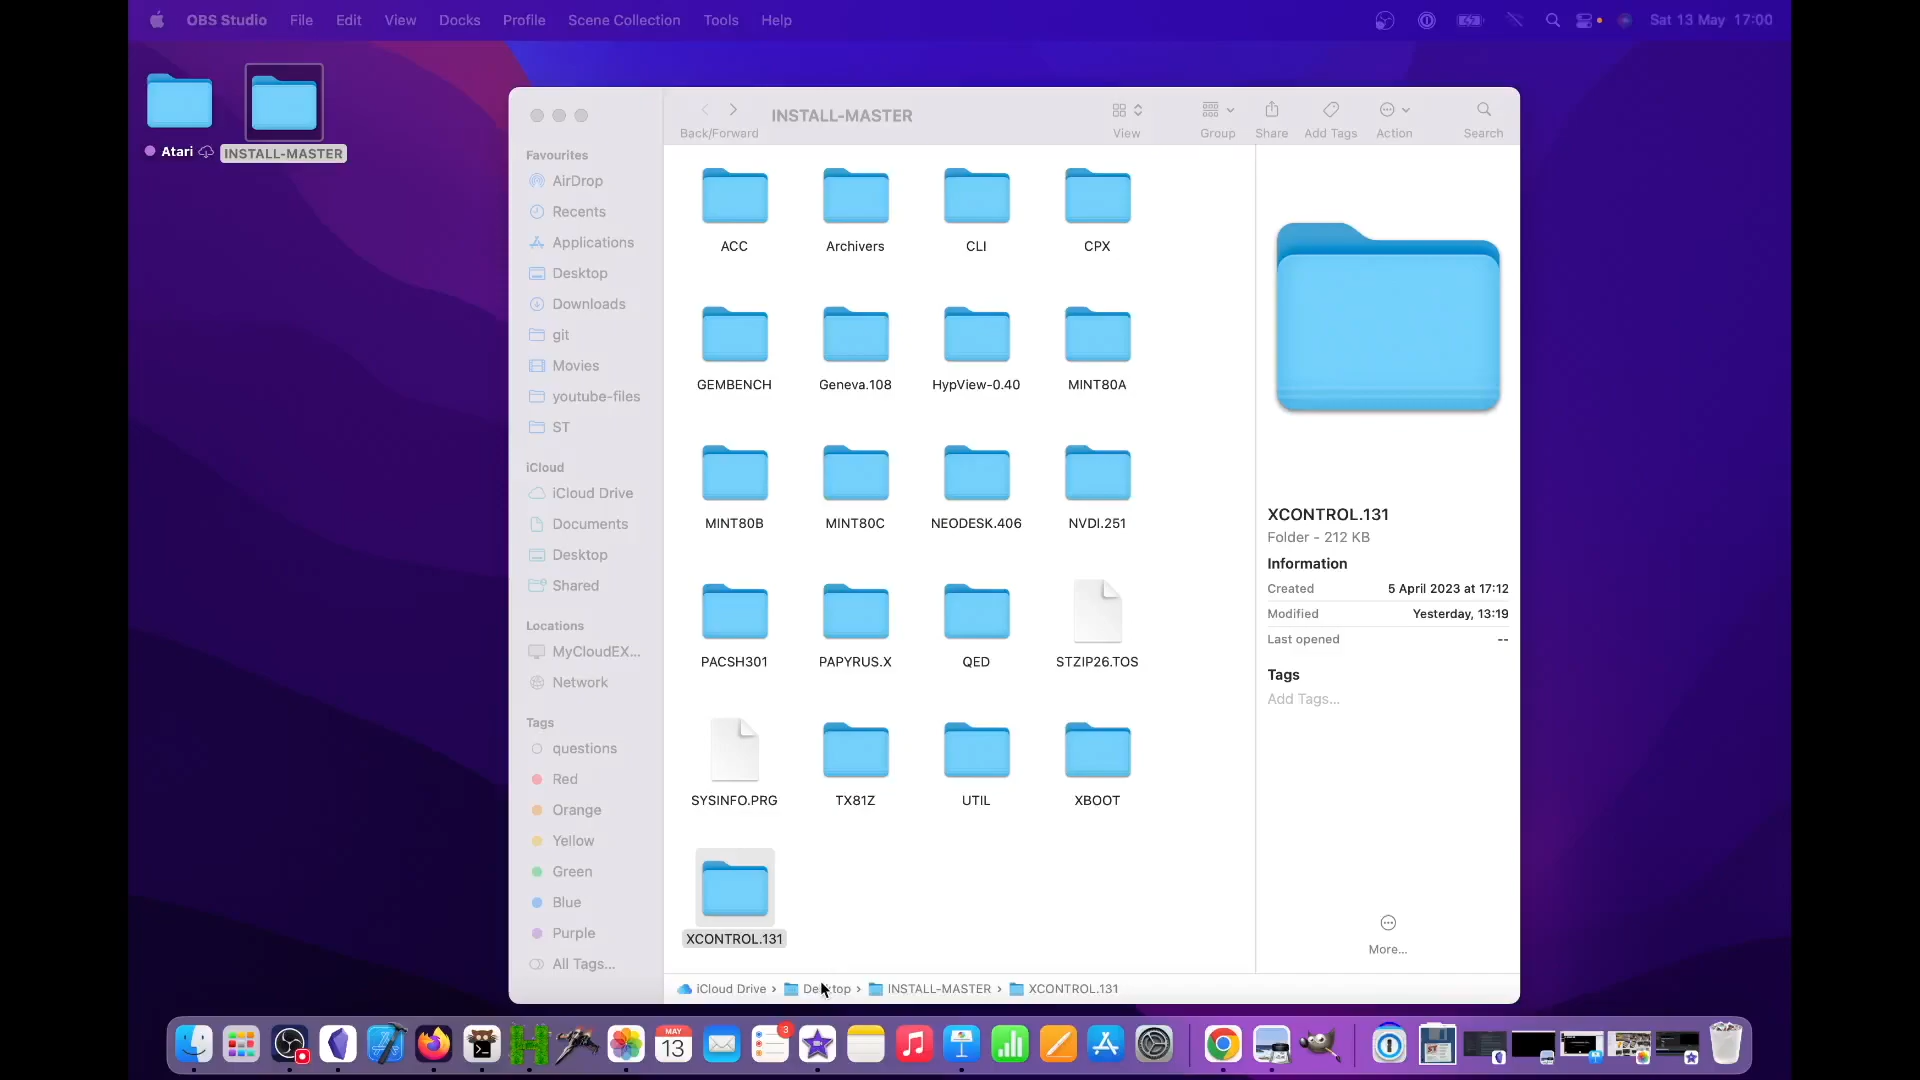 OBS Studio File Edit View Docks Profile Scene Collection Tools Help Sat 13 May 17:00
Atari
INSTALL-MASTER
Back/Forward
INSTALL-MASTER
View
Group
Share
Add Tags
Action
Search
Favourites
AirDrop
Recents
Applications
Desktop
Downloads
git
Movies
youtube-files
ST
iCloud
iCloud Drive
Documents
Desktop
Shared
Locations
MyCloudEX...
Network
Tags
questions
Red
Orange
Yellow
Green
Blue
Purple
All Tags...
ACC Archivers CLI CPX
GEMBENCH Geneva.108 HypView-0.40 MINT80A
MINT80B MINT80C NEODESK.406 NVDI.251
PACSH301 PAPYRUS.X QED STZIP26.TOS
SYSINFO.PRG TX81Z UTIL XBOOT
XCONTROL.131
XCONTROL.131
Folder - 212 KB
Information
Created 5 April 2023 at 17:12
Modified Yesterday, 13:19
Last opened --
Tags
Add Tags...
More...
iCloud Drive › Desktop › INSTALL-MASTER › XCONTROL.131
MAY
13
3